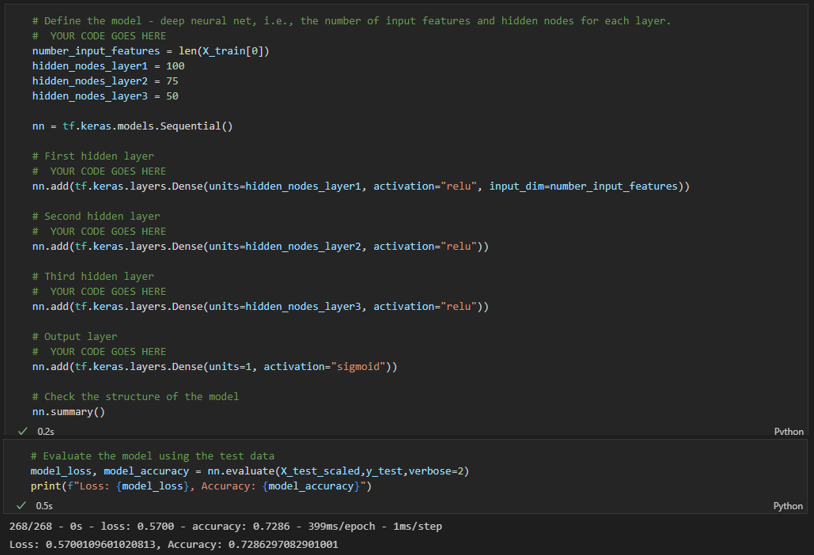 # Define the model - deep neural net, i.e., the number of input features and hidden nodes for each layer.
#  YOUR CODE GOES HERE
number_input_features = len(X_train[0])
hidden_nodes_layer1 = 100
hidden_nodes_layer2 = 75
hidden_nodes_layer3 = 50
nn = tf.keras.models.Sequential()
# First hidden layer
#  YOUR CODE GOES HERE
nn.add(tf.keras.layers.Dense(units=hidden_nodes_layer1, activation="relu", input_dim=number_input_features))
# Second hidden layer
#  YOUR CODE GOES HERE
nn.add(tf.keras.layers.Dense(units=hidden_nodes_layer2, activation="relu"))
# Third hidden layer
#  YOUR CODE GOES HERE
nn.add(tf.keras.layers.Dense(units=hidden_nodes_layer3, activation="relu"))
# Output layer
#  YOUR CODE GOES HERE
nn.add(tf.keras.layers.Dense(units=1, activation="sigmoid"))
# Check the structure of the model
nn.summary()
✓ 0.2s Python
# Evaluate the model using the test data
model_loss, model_accuracy = nn.evaluate(X_test_scaled,y_test,verbose=2)
print(f"Loss: {model_loss}, Accuracy: {model_accuracy}")
✓ 0.5s Python
268/268 - 0s - loss: 0.5700 - accuracy: 0.7286 - 399ms/epoch - 1ms/step
Loss: 0.5700109601020813, Accuracy: 0.7286297082901001